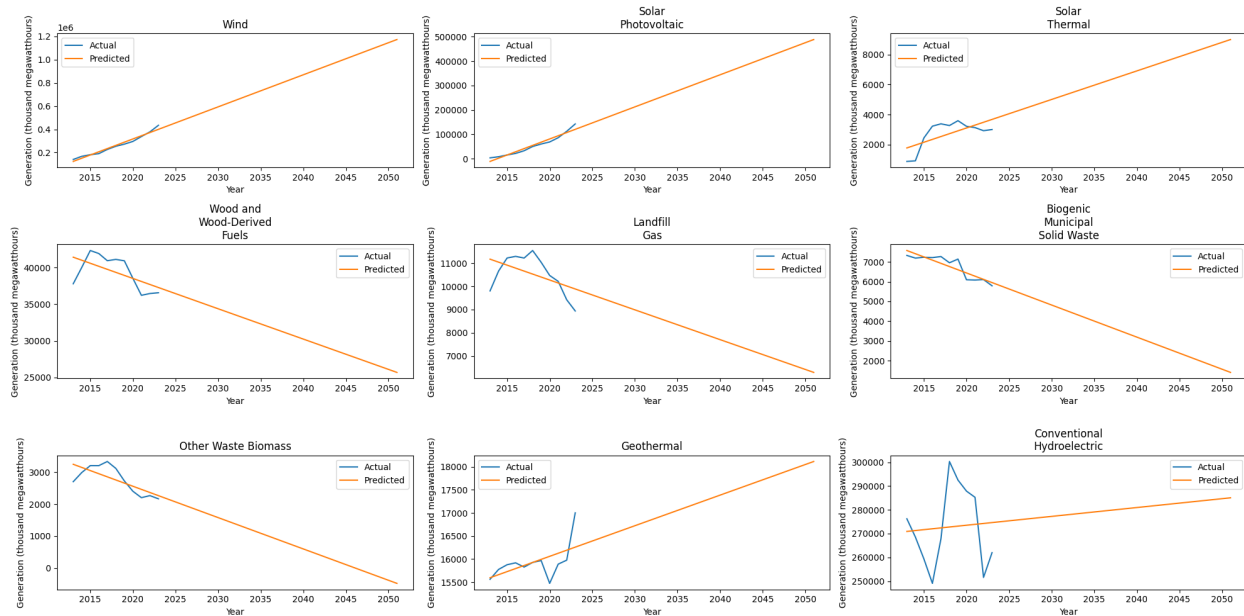 Wind
1e6
Generation (thousand megawatthours)
1.2
1.0
0.8
0.6
0.4
0.2
Actual
Predicted
2015 2020 2025 2030 2035 2040 2045 2050
Year
Solar
Photovoltaic
Generation (thousand megawatthours)
500000
400000
300000
200000
100000
0
Actual
Predicted
2015 2020 2025 2030 2035 2040 2045 2050
Year
Solar
Thermal
Generation (thousand megawatthours)
8000
6000
4000
2000
Actual
Predicted
2015 2020 2025 2030 2035 2040 2045 2050
Year
Wood and
Wood-Derived
Fuels
Generation (thousand megawatthours)
40000
35000
30000
25000
Actual
Predicted
2015 2020 2025 2030 2035 2040 2045 2050
Year
Landfill
Gas
Generation (thousand megawatthours)
11000
10000
9000
8000
7000
Actual
Predicted
2015 2020 2025 2030 2035 2040 2045 2050
Year
Biogenic
Municipal
Solid Waste
Generation (thousand megawatthours)
7000
6000
5000
4000
3000
2000
Actual
Predicted
2015 2020 2025 2030 2035 2040 2045 2050
Year
Other Waste Biomass
Generation (thousand megawatthours)
3000
2000
1000
0
Actual
Predicted
2015 2020 2025 2030 2035 2040 2045 2050
Year
Geothermal
Generation (thousand megawatthours)
18000
17500
17000
16500
16000
15500
Actual
Predicted
2015 2020 2025 2030 2035 2040 2045 2050
Year
Conventional
Hydroelectric
Generation (thousand megawatthours)
300000
290000
280000
270000
260000
250000
Actual
Predicted
2015 2020 2025 2030 2035 2040 2045 2050
Year